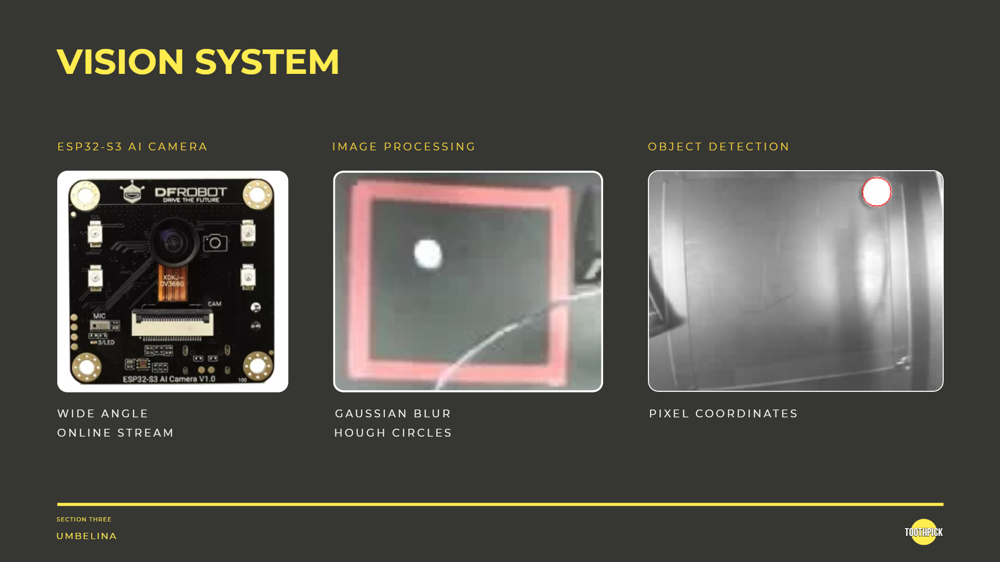 VISION SYSTEM
ESP32-S3 AI CAMERA
DFROBOT
DRIVE THE FUTURE
XDKJ-
OV3660
CAM
MIC
3/LED
ESP32-S3 AI Camera V1.0
100
WIDE ANGLE
ONLINE STREAM
IMAGE PROCESSING
GAUSSIAN BLUR
HOUGH CIRCLES
OBJECT DETECTION
PIXEL COORDINATES
SECTION THREE
UMBELINA
TOOTHPICK